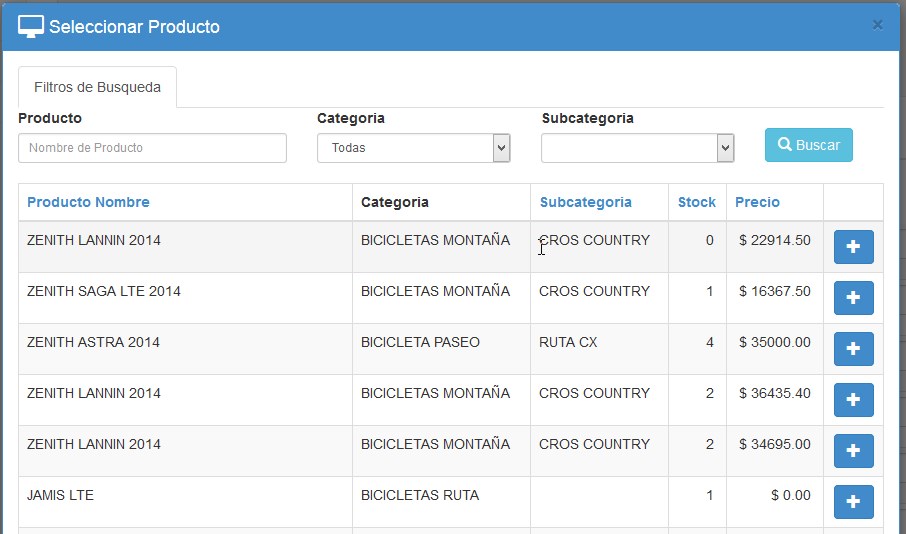 Seleccionar Producto ×
Filtros de Busqueda
Producto Categoria Subcategoria
Nombre de Producto Todas Buscar
Producto Nombre Categoria Subcategoria Stock Precio
ZENITH LANNIN 2014 BICICLETAS MONTAÑA CROS COUNTRY 0 $ 22914.50
ZENITH SAGA LTE 2014 BICICLETAS MONTAÑA CROS COUNTRY 1 $ 16367.50
ZENITH ASTRA 2014 BICICLETA PASEO RUTA CX 4 $ 35000.00
ZENITH LANNIN 2014 BICICLETAS MONTAÑA CROS COUNTRY 2 $ 36435.40
ZENITH LANNIN 2014 BICICLETAS MONTAÑA CROS COUNTRY 2 $ 34695.00
JAMIS LTE BICICLETAS RUTA 1 $ 0.00